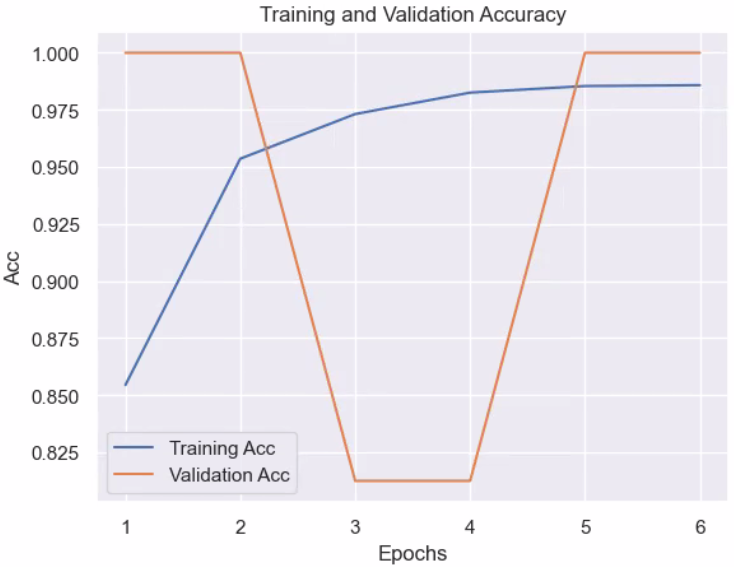 Training and Validation Accuracy
1.000
0.975
0.950
0.925
0.900
0.875
0.850
0.825
Acc
Training Acc
Validation Acc
1 2 3 4 5 6
Epochs